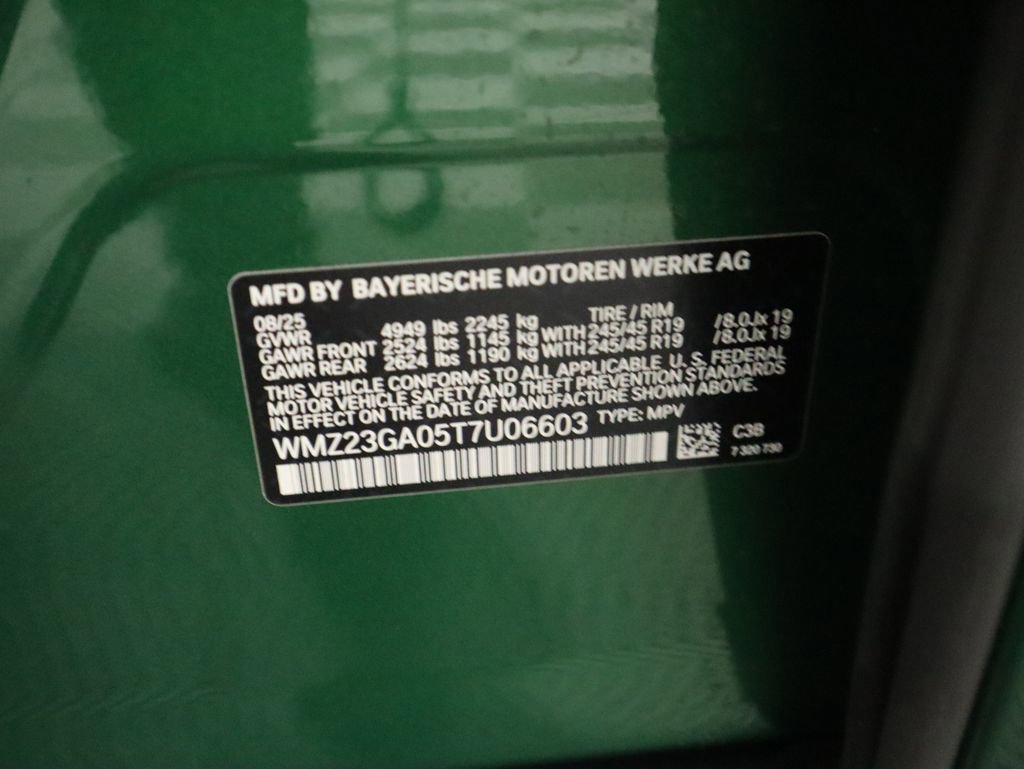 MFD BY BAYERISCHE MOTOREN WERKE AG
08/25 TIRE / RIM
GVWR 4949 lbs 2245 kg
GAWR FRONT 2524 lbs 1145 kg WITH 245/45 R19 /8.0Jx 19
GAWR REAR 2624 lbs 1190 kg WITH 245/45 R19 /8.0Jx 19
THIS VEHICLE CONFORMS TO ALL APPLICABLE U. S. FEDERAL
MOTOR VEHICLE SAFETY AND THEFT PREVENTION STANDARDS
IN EFFECT ON THE DATE OF MANUFACTURE SHOWN ABOVE.
WMZ23GA05T7U06603 TYPE: MPV
C3B
7 320 730